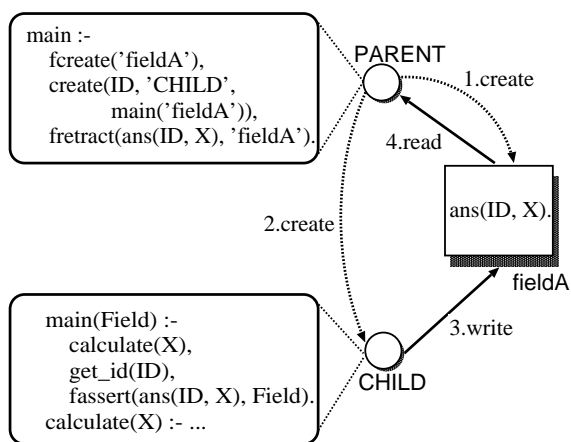 main :-
fcreate('fieldA'),
create(ID, 'CHILD',
main('fieldA')),
fretract(ans(ID, X), 'fieldA').
PARENT
1.create
4.read
ans(ID, X).
fieldA
2.create
3.write
CHILD
main(Field) :-
calculate(X),
get_id(ID),
fassert(ans(ID, X), Field).
calculate(X) :- ...